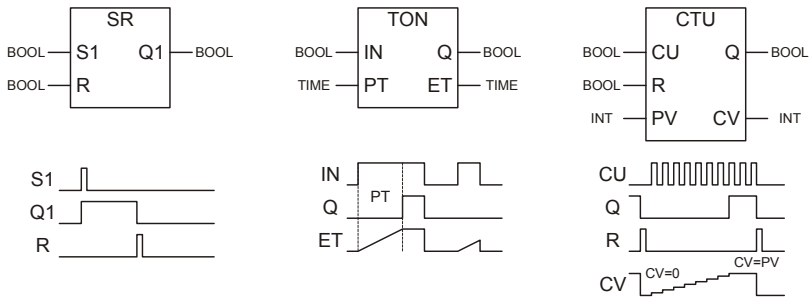 SR
BOOL S1 Q1 BOOL
BOOL R
TON
BOOL IN Q BOOL
TIME PT ET TIME
CTU
BOOL CU Q BOOL
BOOL R
INT PV CV INT
S1
Q1
R
IN
PT
Q
ET
CU
Q
R
CV=PV
CV CV=0